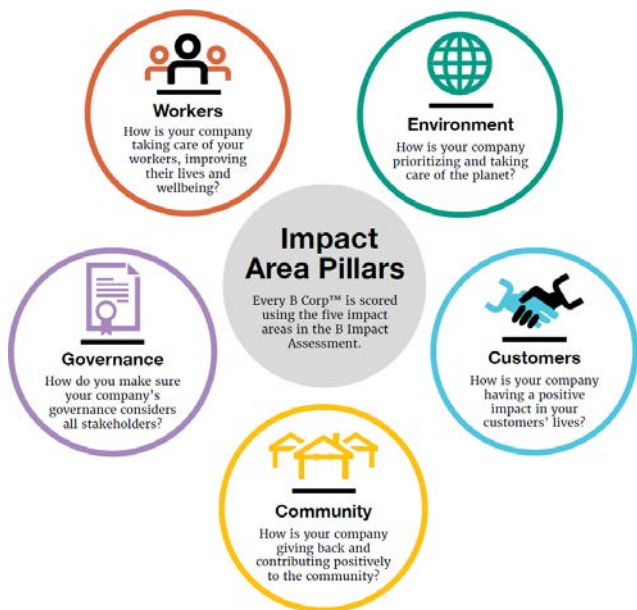 Workers
How is your company
taking care of your
workers, improving
their lives and
wellbeing?
Environment
How is your company
prioritizing and taking
care of the planet?
Impact
Area Pillars
Every B Corp™ is scored
using the five impact
areas in the B Impact
Assessment.
Governance
How do you make sure
your company's
governance considers
all stakeholders?
Customers
How is your company
having a positive
impact in your
customers' lives?
Community
How is your company
giving back and
contributing positively
to the community?